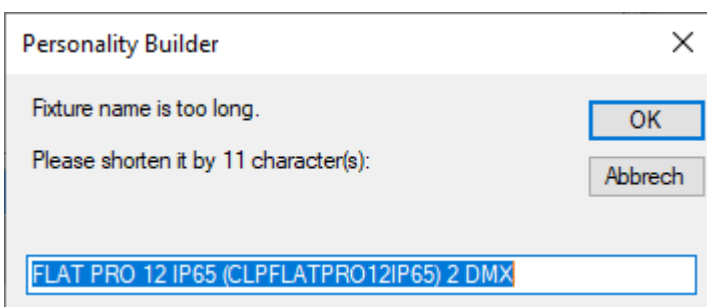 Personality Builder
Fixture name is too long.
OK
Please shorten it by 11 character(s):
Abbrech
FLAT PRO 12 IP65 (CLPFLATPRO12IP65) 2 DMX